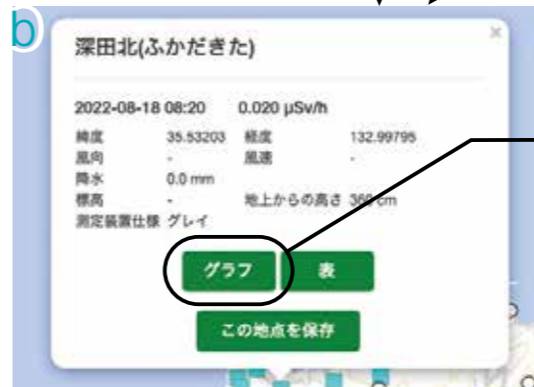 b
深田北(ふかだきた)
×
2022-08-18 08:20 0.020 μSv/h
緯度 35.53203 経度 132.99795
風向 - 風速 -
降水 0.0 mm
標高 - 地上からの高さ 360 cm
測定装置仕様 グレイ
グラフ 表
この地点を保存